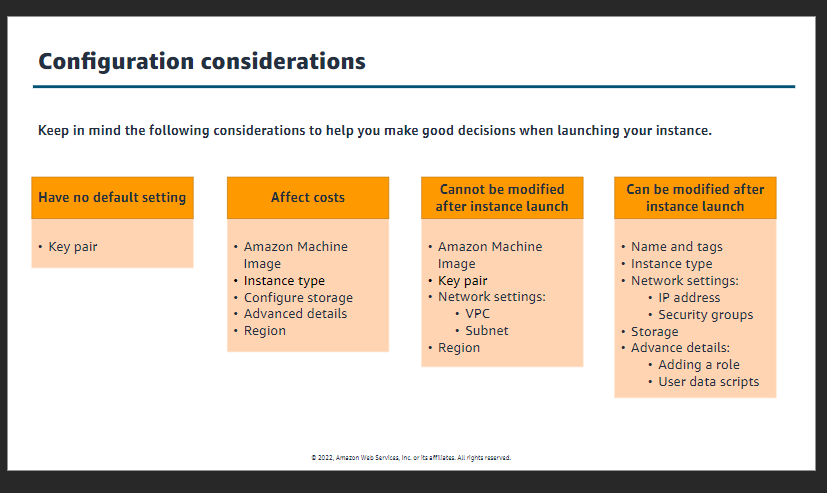 Configuration considerations
Keep in mind the following considerations to help you make good decisions when launching your instance.
Have no default setting
• Key pair
Affect costs
• Amazon Machine
Image
• Instance type
• Configure storage
• Advanced details
• Region
Cannot be modified
after instance launch
• Amazon Machine
Image
• Key pair
• Network settings:
• VPC
• Subnet
• Region
Can be modified after
instance launch
• Name and tags
• Instance type
• Network settings:
• IP address
• Security groups
• Storage
• Advance details:
• Adding a role
• User data scripts
© 2022, Amazon Web Services, Inc. or its affiliates. All rights reserved.